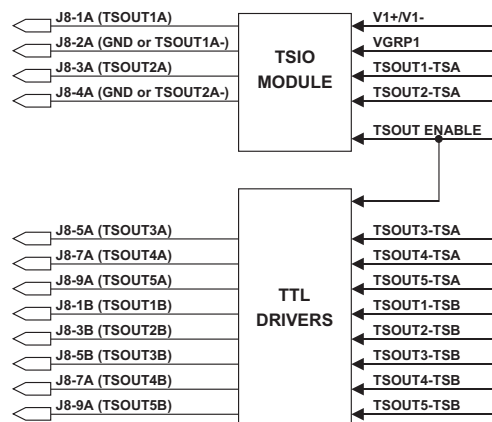 J8-1A (TSOUT1A)
J8-2A (GND or TSOUT1A-)
J8-3A (TSOUT2A)
J8-4A (GND or TSOUT2A-)
TSIO
MODULE
V1+/V1-
VGRP1
TSOUT1-TSA
TSOUT2-TSA
TSOUT ENABLE
J8-5A (TSOUT3A)
J8-7A (TSOUT4A)
J8-9A (TSOUT5A)
J8-1B (TSOUT1B)
J8-3B (TSOUT2B)
J8-5B (TSOUT3B)
J8-7A (TSOUT4B)
J8-9A (TSOUT5B)
TTL
DRIVERS
TSOUT3-TSA
TSOUT4-TSA
TSOUT5-TSA
TSOUT1-TSB
TSOUT2-TSB
TSOUT3-TSB
TSOUT4-TSB
TSOUT5-TSB